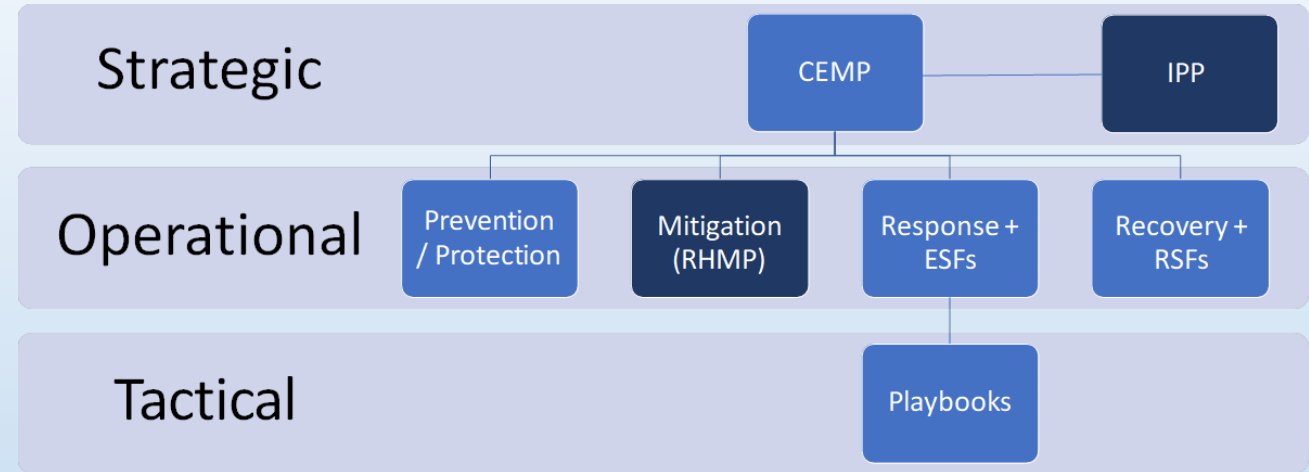 Strategic
CEMP
IPP
Operational
Prevention
/ Protection
Mitigation
(RHMP)
Response +
ESFs
Recovery +
RSFs
Tactical
Playbooks